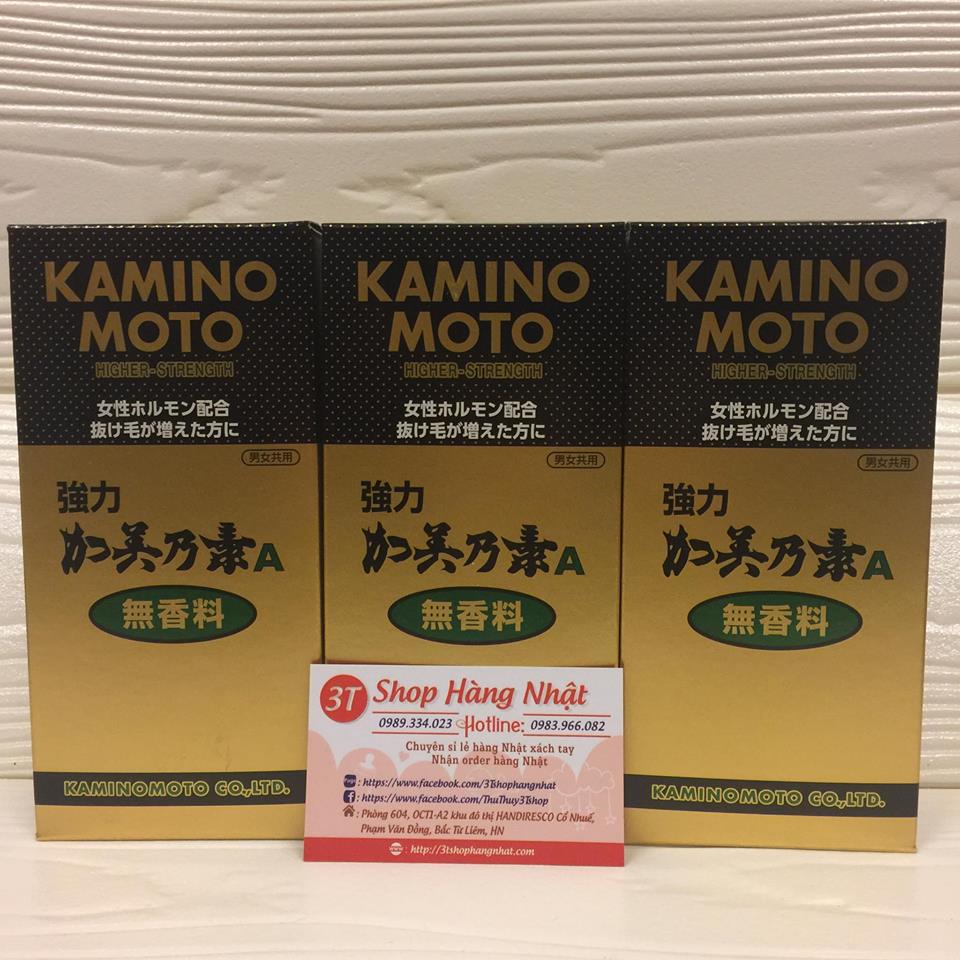 KAMINO
MOTO
HIGHER-STRENGTH
女性ホルモン配合
抜け毛が増えた方に
男女共用
強力
加美乃素A
無香料
KAMINOMOTO CO.,LTD.
KAMINO
MOTO
HIGHER-STRENGTH
女性ホルモン配合
抜け毛が増えた方に
男女共用
強力
加美乃素A
無香料
KAMINO
MOTO
HIGHER-STRENGTH
女性ホルモン配合
抜け毛が増えた方に
男女共用
強力
加美乃素A
無香料
KAMINOMOTO CO.,LTD.
3T Shop Hàng Nhật
0989.334.023 Hotline: 0983.966.082
Chuyên sỉ lẻ hàng Nhật xách tay
Nhận order hàng Nhật
: https://www.facebook.com/3Tshophangnhat
f : https://www.facebook.com/ThuThuy3Tshop
: Phòng 604, OCT1-A2 khu đô thị HANDIRESCO Cổ Nhuế,
Phạm Văn Đồng, Bắc Từ Liêm, HN
www : http://3tshophangnhat.com